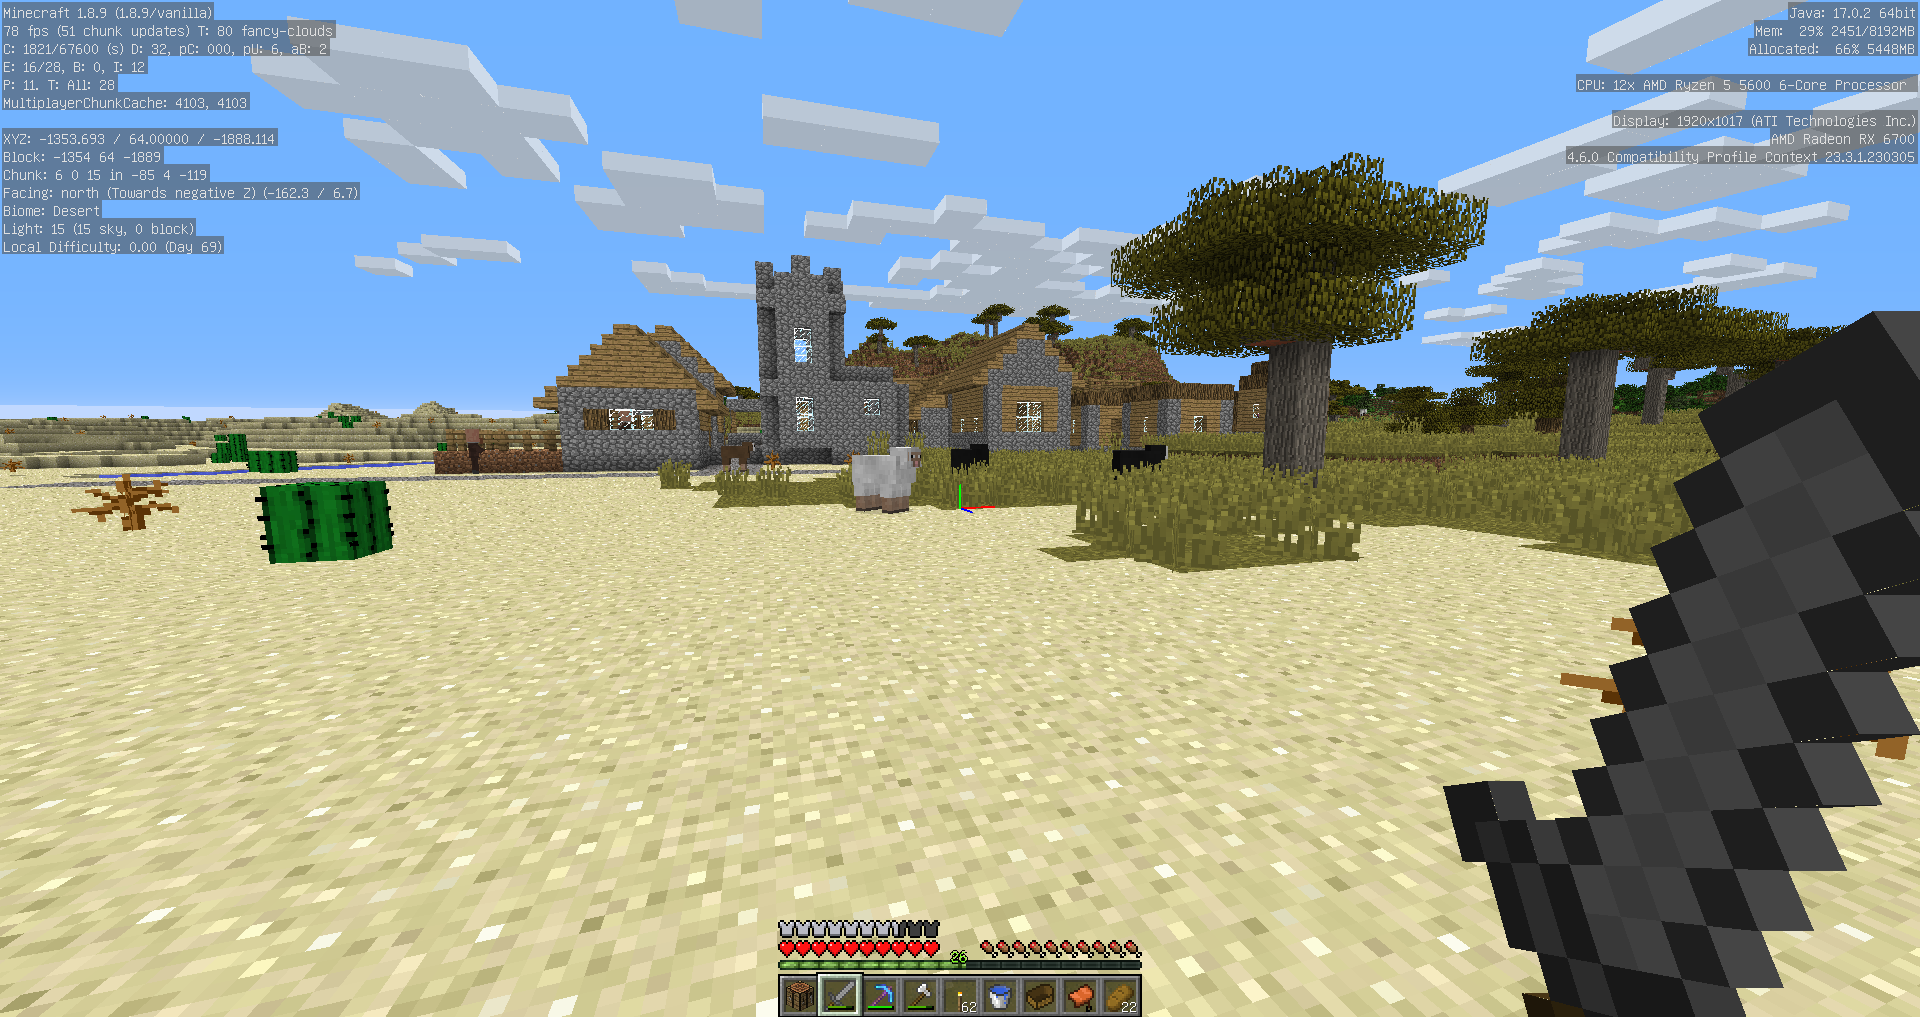 Minecraft 1.8.9 (1.8.9/vanilla)
78 fps (51 chunk updates) T: 80 fancy-clouds
C: 1821/67600 (s) D: 32, pC: 000, pU: 6, aB: 2
E: 16/28, B: 0, I: 12
P: 11. T: All: 28
MultiplayerChunkCache: 4103, 4103
XYZ: -1353.693 / 64.00000 / -1888.114
Block: -1354 64 -1889
Chunk: 6 0 15 in -85 4 -119
Facing: north (Towards negative Z) (-162.3 / 6.7)
Biome: Desert
Light: 15 (15 sky, 0 block)
Local Difficulty: 0.00 (Day 69)
Java: 17.0.2 64bit
Mem: 29% 2451/8192MB
Allocated: 66% 5448MB
CPU: 12x AMD Ryzen 5 5600 6-Core Processor
Display: 1920x1017 (ATI Technologies Inc.)
AMD Radeon RX 6700
4.6.0 Compatibility Profile Context 23.3.1.230305
26
62
22